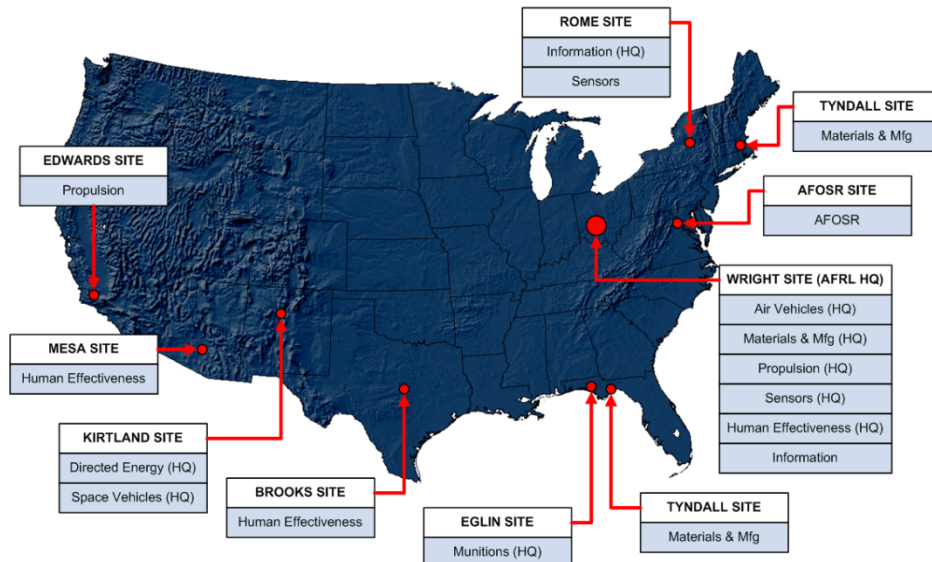 ROME SITE
Information (HQ)
Sensors
TYNDALL SITE
Materials & Mfg
EDWARDS SITE
Propulsion
AFOSR SITE
AFOSR
WRIGHT SITE (AFRL HQ)
Air Vehicles (HQ)
Materials & Mfg (HQ)
Propulsion (HQ)
Sensors (HQ)
Human Effectiveness (HQ)
Information
MESA SITE
Human Effectiveness
KIRTLAND SITE
Directed Energy (HQ)
Space Vehicles (HQ)
BROOKS SITE
Human Effectiveness
EGLIN SITE
Munitions (HQ)
TYNDALL SITE
Materials & Mfg